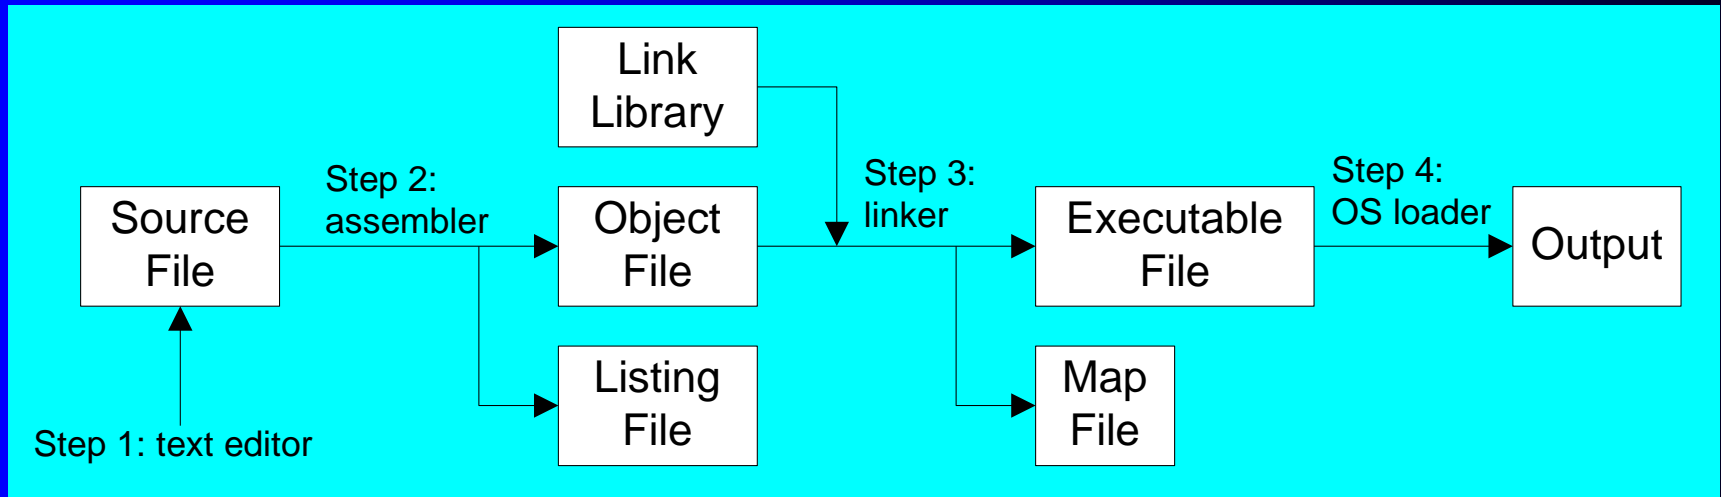 Link
Library
Step 2:
assembler
Step 3:
linker
Step 4:
OS loader
Source
File
Object
File
Executable
File
Output
Listing
File
Map
File
Step 1: text editor